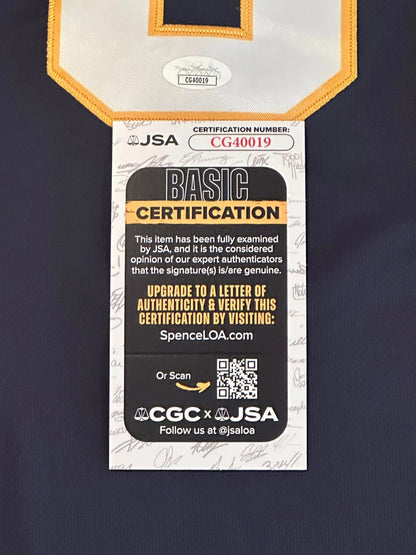 CG40019
JSA
CERTIFICATION NUMBER:
CG40019
BASIC
CERTIFICATION
This item has been fully examined
by JSA, and it is the considered
opinion of our expert authenticators
that the signature(s) is/are genuine.
UPGRADE TO A LETTER OF
AUTHENTICITY & VERIFY THIS
CERTIFICATION BY VISITING:
SpenceLOA.com
Or Scan
CGC x JSA
Follow us at @jsaloa